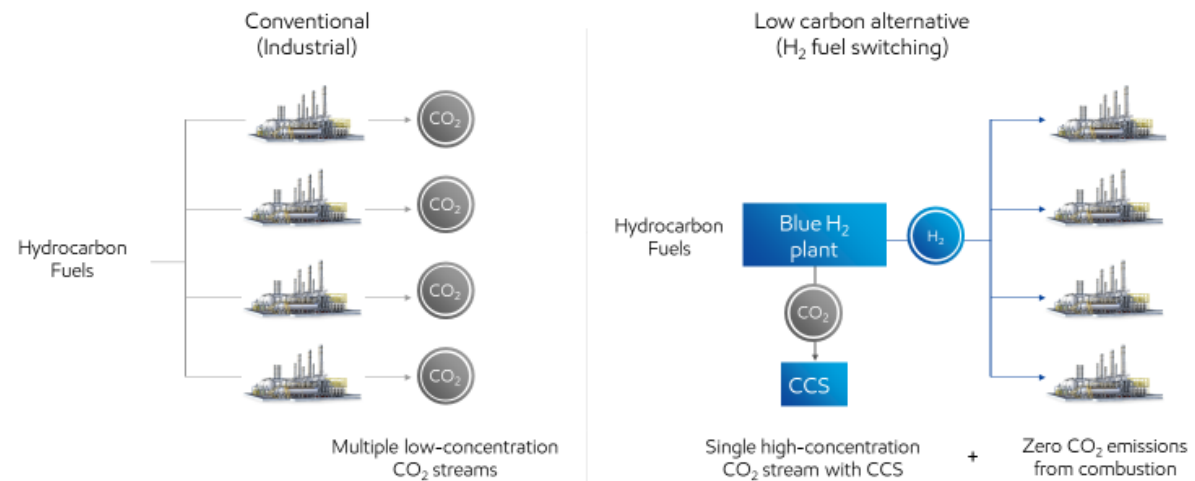 Conventional
(Industrial)
Hydrocarbon
Fuels
CO₂
CO₂
CO₂
CO₂
Multiple low-concentration
CO₂ streams
Low carbon alternative
(H₂ fuel switching)
Hydrocarbon
Fuels
Blue H₂
plant
H₂
CO₂
CCS
Single high-concentration
CO₂ stream with CCS
+
Zero CO₂ emissions
from combustion